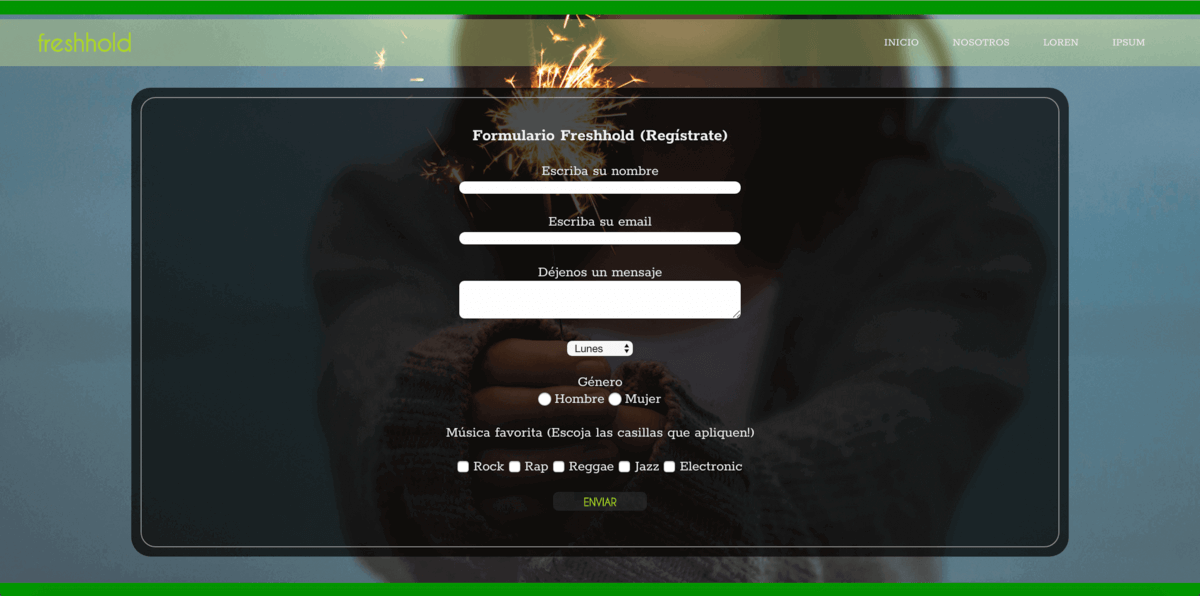 freshhold
INICIO NOSOTROS LOREN IPSUM
Formulario Freshhold (Regístrate)
Escriba su nombre
Escriba su email
Déjenos un mensaje
Lunes
Género
Hombre Mujer
Música favorita (Escoja las casillas que apliquen!)
Rock Rap Reggae Jazz Electronic
ENVIAR